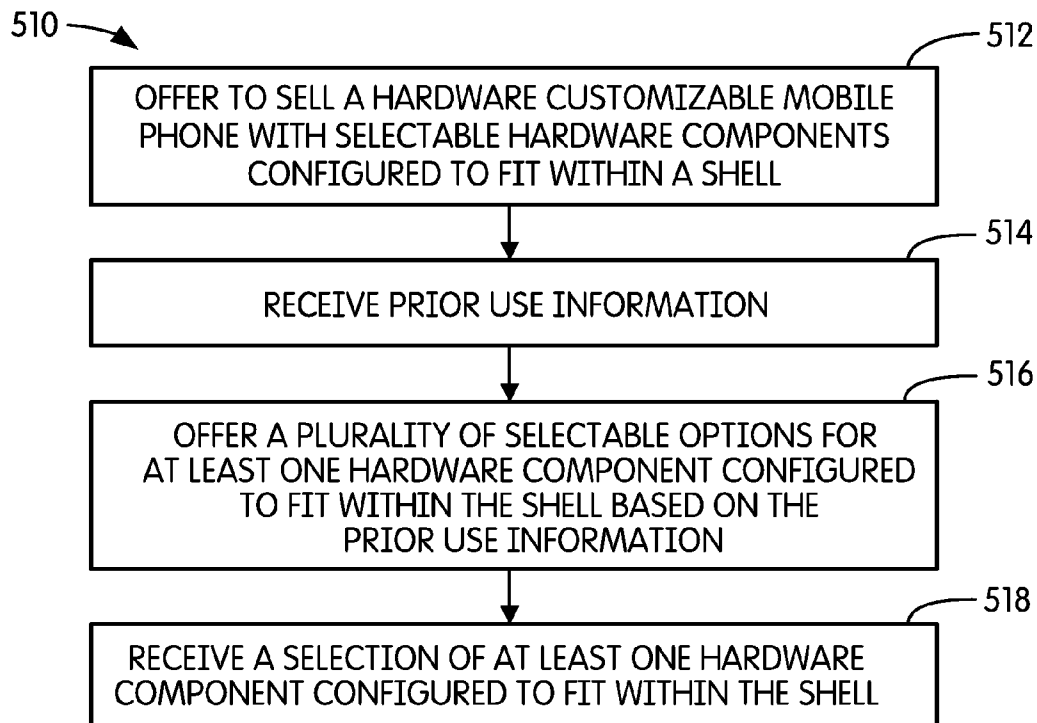 510
512
OFFER TO SELL A HARDWARE CUSTOMIZABLE MOBILE
PHONE WITH SELECTABLE HARDWARE COMPONENTS
CONFIGURED TO FIT WITHIN A SHELL
514
RECEIVE PRIOR USE INFORMATION
516
OFFER A PLURALITY OF SELECTABLE OPTIONS FOR
AT LEAST ONE HARDWARE COMPONENT CONFIGURED
TO FIT WITHIN THE SHELL BASED ON THE
PRIOR USE INFORMATION
518
RECEIVE A SELECTION OF AT LEAST ONE HARDWARE
COMPONENT CONFIGURED TO FIT WITHIN THE SHELL